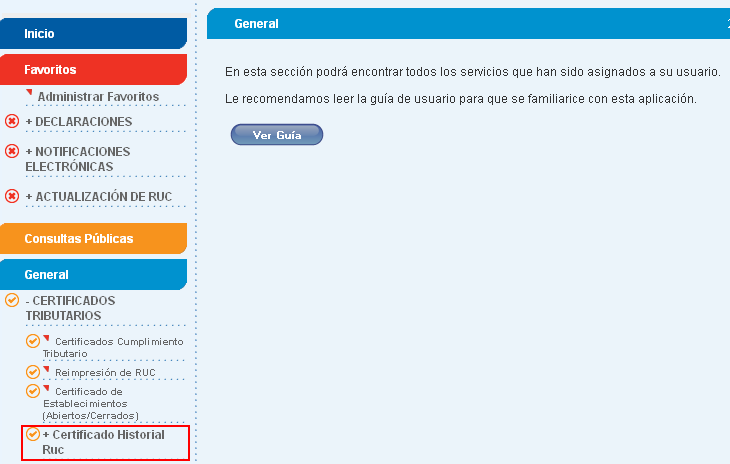 Inicio
Favoritos
Administrar Favoritos
+ DECLARACIONES
+ NOTIFICACIONES
ELECTRÓNICAS
+ ACTUALIZACIÓN DE RUC
Consultas Públicas
General
- CERTIFICADOS
TRIBUTARIOS
Certificados Cumplimiento
Tributario
Reimpresión de RUC
Certificado de
Establecimientos
(Abiertos/Cerrados)
+ Certificado Historial
Ruc
General
En esta sección podrá encontrar todos los servicios que han sido asignados a su usuario.
Le recomendamos leer la guía de usuario para que se familiarice con esta aplicación.
Ver Guía